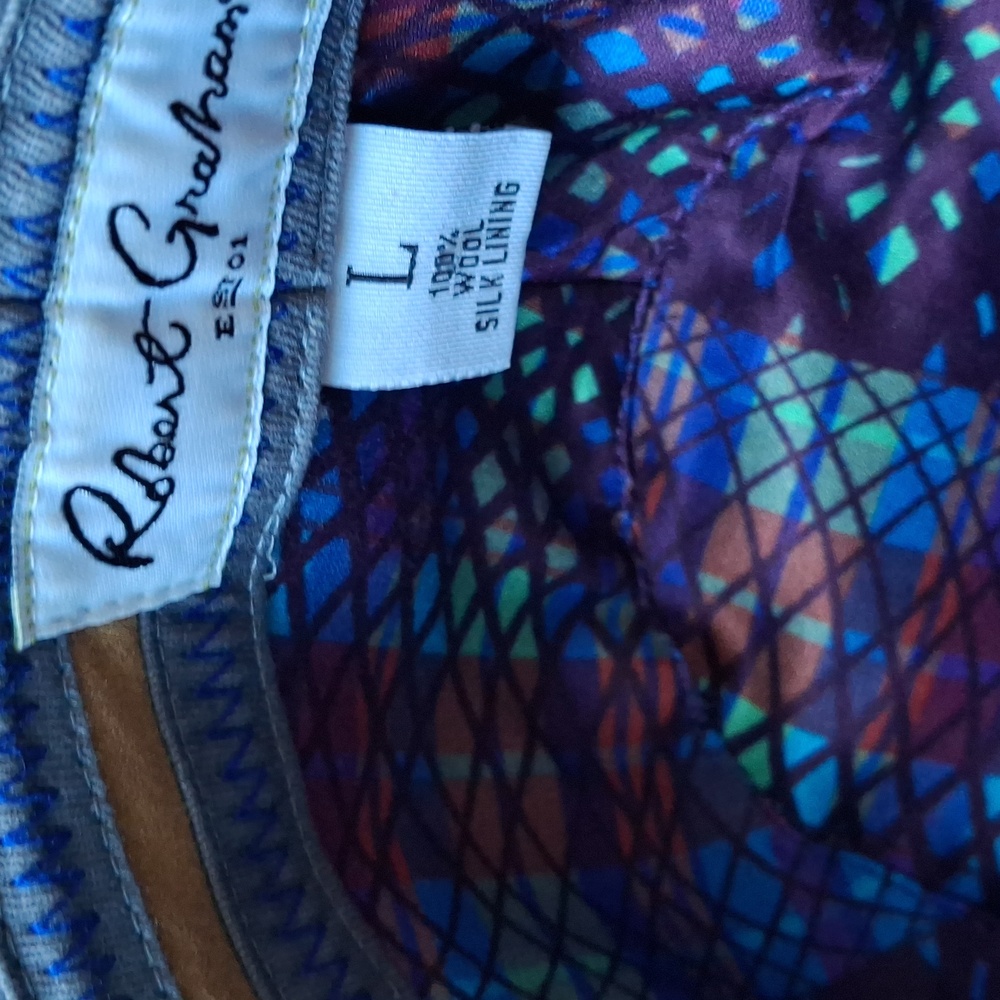 Robert Graham
EST 01
L
100%
WOOL
SILK LINING